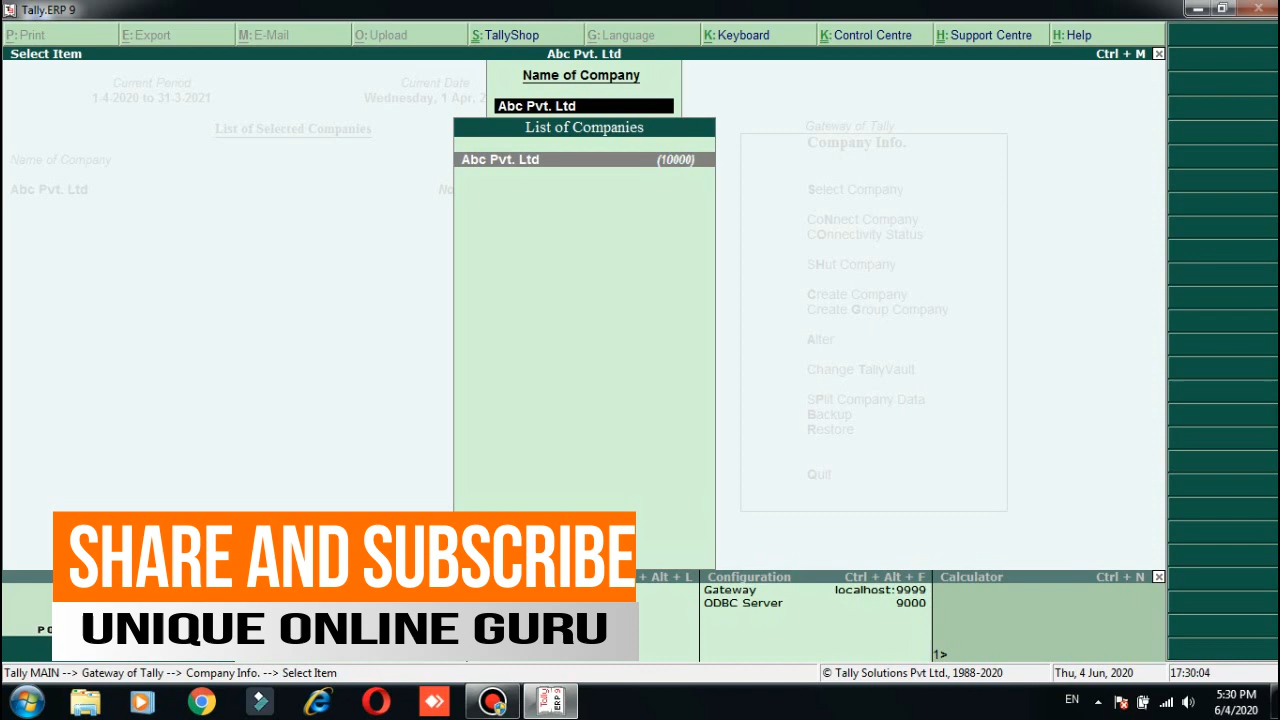 Tally.ERP 9
P: Print E: Export M: E-Mail O: Upload S: TallyShop G: Language K: Keyboard K: Control Centre H: Support Centre H: Help
Select Item Abc Pvt. Ltd Ctrl + M
Name of Company
Abc Pvt. Ltd
List of Companies
Abc Pvt. Ltd (10000)
Current Period
1-4-2020 to 31-3-2021
Current Date
Wednesday, 1 Apr, 2
List of Selected Companies
Name of Company
Abc Pvt. Ltd No
Gateway of Tally
Company Info.
Select Company
CoNnect Company
COnnectivity Status
SHut Company
Create Company
Create Group Company
Alter
Change TallyVault
SPlit Company Data
Backup
Restore
Quit
SHARE AND SUBSCRIBE
UNIQUE ONLINE GURU
+ Alt + L
Configuration Ctrl + Alt + F
Gateway localhost:9999
ODBC Server 9000
Calculator Ctrl + N
1>
Tally MAIN --> Gateway of Tally --> Company Info. --> Select Item
© Tally Solutions Pvt Ltd., 1988-2020
Thu, 4 Jun, 2020
17:30:04
Tally ERP 9
EN
5:30 PM
6/4/2020